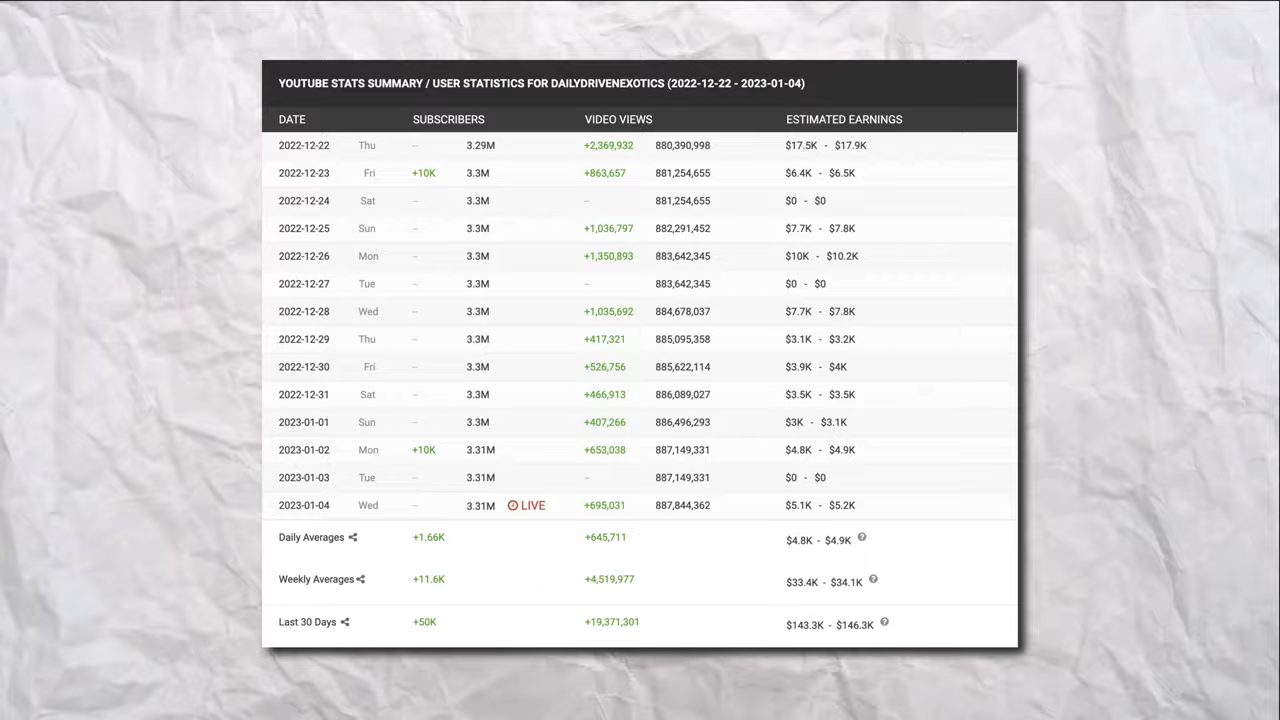 YOUTUBE STATS SUMMARY / USER STATISTICS FOR DAILYDRIVENEXOTICS (2022-12-22 - 2023-01-04)
DATE SUBSCRIBERS VIDEO VIEWS ESTIMATED EARNINGS
2022-12-22 Thu -- 3.29M +2,369,932 880,390,998 $17.5K - $17.9K
2022-12-23 Fri +10K 3.3M +863,657 881,254,655 $6.4K - $6.5K
2022-12-24 Sat -- 3.3M -- 881,254,655 $0 - $0
2022-12-25 Sun -- 3.3M +1,036,797 882,291,452 $7.7K - $7.8K
2022-12-26 Mon -- 3.3M +1,350,893 883,642,345 $10K - $10.2K
2022-12-27 Tue -- 3.3M -- 883,642,345 $0 - $0
2022-12-28 Wed -- 3.3M +1,035,692 884,678,037 $7.7K - $7.8K
2022-12-29 Thu -- 3.3M +417,321 885,095,358 $3.1K - $3.2K
2022-12-30 Fri -- 3.3M +526,756 885,622,114 $3.9K - $4K
2022-12-31 Sat -- 3.3M +466,913 886,089,027 $3.5K - $3.5K
2023-01-01 Sun -- 3.3M +407,266 886,496,293 $3K - $3.1K
2023-01-02 Mon +10K 3.31M +653,038 887,149,331 $4.8K - $4.9K
2023-01-03 Tue -- 3.31M -- 887,149,331 $0 - $0
2023-01-04 Wed -- 3.31M LIVE +695,031 887,844,362 $5.1K - $5.2K
Daily Averages +1.66K +645,711 $4.8K - $4.9K ?
Weekly Averages +11.6K +4,519,977 $33.4K - $34.1K ?
Last 30 Days +50K +19,371,301 $143.3K - $146.3K ?